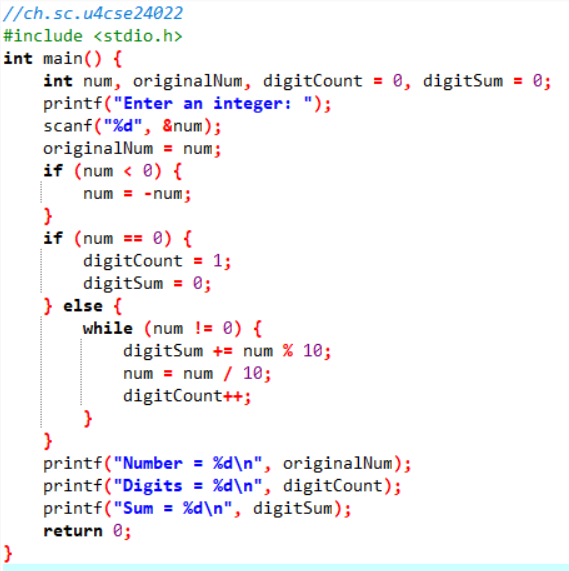 //ch.sc.u4cse24022
#include <stdio.h>
int main() {
    int num, originalNum, digitCount = 0, digitSum = 0;
    printf("Enter an integer: ");
    scanf("%d", &num);
    originalNum = num;
    if (num < 0) {
        num = -num;
    }
    if (num == 0) {
        digitCount = 1;
        digitSum = 0;
    } else {
        while (num != 0) {
            digitSum += num % 10;
            num = num / 10;
            digitCount++;
        }
    }
    printf("Number = %d\n", originalNum);
    printf("Digits = %d\n", digitCount);
    printf("Sum = %d\n", digitSum);
    return 0;
}